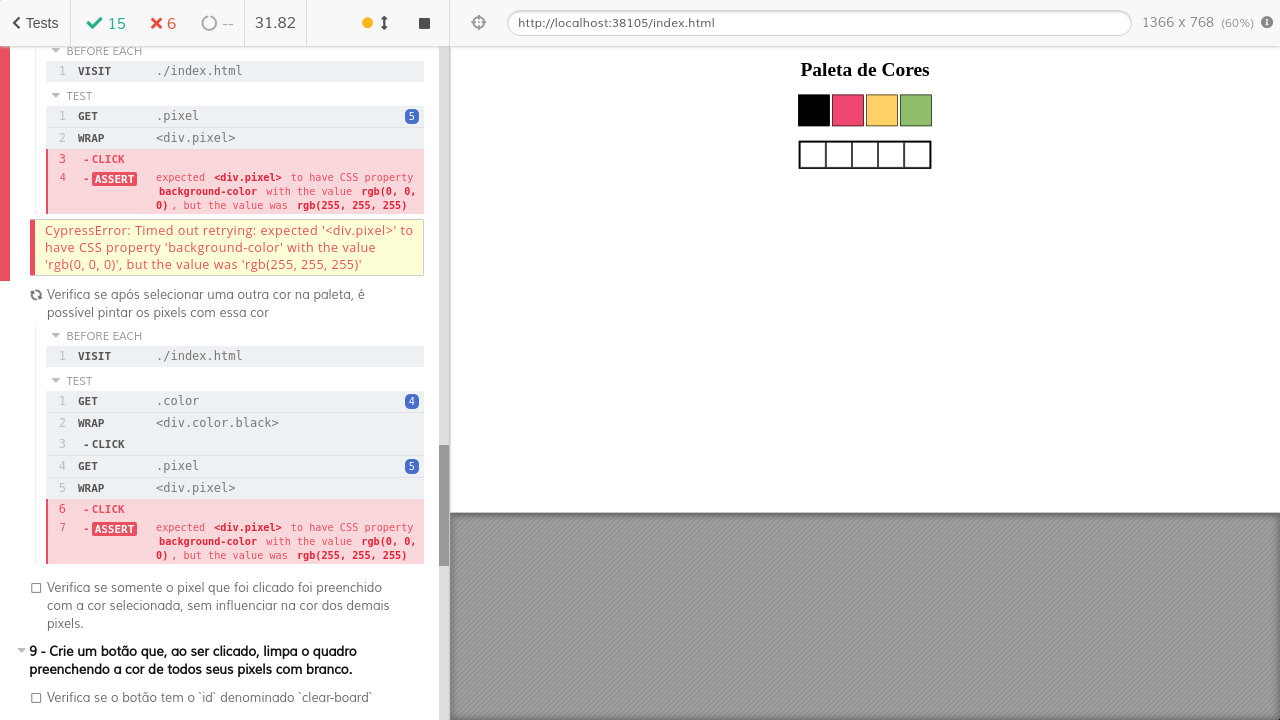 Tests 15 6 -- 31.82
http://localhost:38105/index.html 1366 x 768 (60%)
BEFORE EACH
1 VISIT ./index.html
TEST
1 GET .pixel 5
2 WRAP <div.pixel>
3 - CLICK
4 - ASSERT expected <div.pixel> to have CSS property
background-color with the value rgb(0, 0,
0), but the value was rgb(255, 255, 255)
CypressError: Timed out retrying: expected '<div.pixel>' to
have CSS property 'background-color' with the value
'rgb(0, 0, 0)', but the value was 'rgb(255, 255, 255)'
Verifica se após selecionar uma outra cor na paleta, é
possível pintar os pixels com essa cor
BEFORE EACH
1 VISIT ./index.html
TEST
1 GET .color 4
2 WRAP <div.color.black>
3 - CLICK
4 GET .pixel 5
5 WRAP <div.pixel>
6 - CLICK
7 - ASSERT expected <div.pixel> to have CSS property
background-color with the value rgb(0, 0,
0), but the value was rgb(255, 255, 255)
Verifica se somente o pixel que foi clicado foi preenchido
com a cor selecionada, sem influenciar na cor dos demais
pixels.
9 - Crie um botão que, ao ser clicado, limpa o quadro
preenchendo a cor de todos seus pixels com branco.
Verifica se o botão tem o `id` denominado `clear-board`
Paleta de Cores